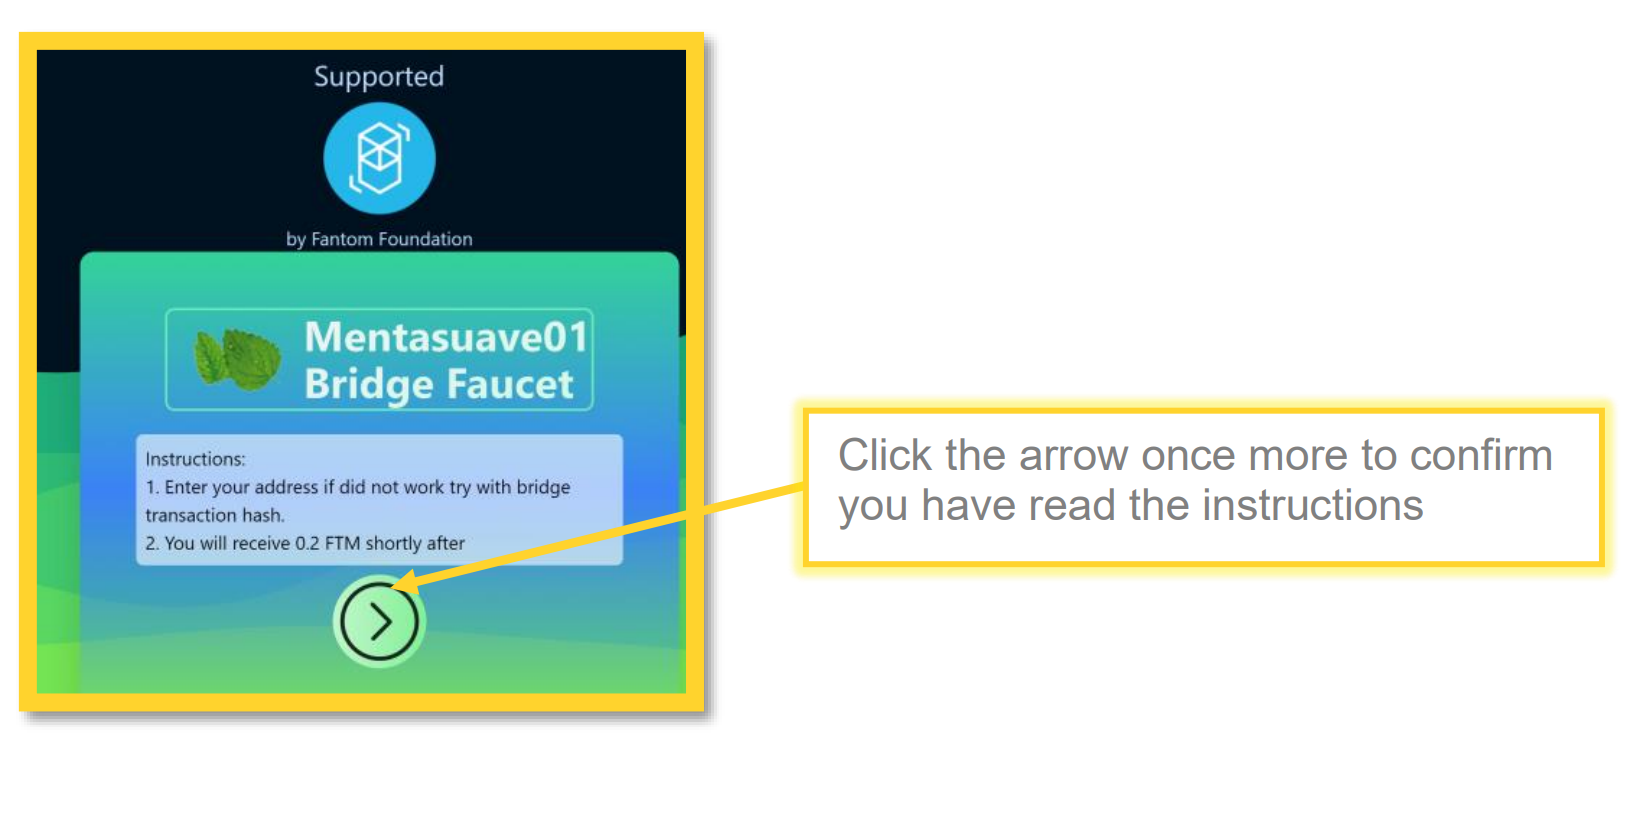 Supported
by Fantom Foundation
Mentasuave01
Bridge Faucet
Instructions:
1. Enter your address if did not work try with bridge
transaction hash.
2. You will receive 0.2 FTM shortly after
Click the arrow once more to confirm
you have read the instructions